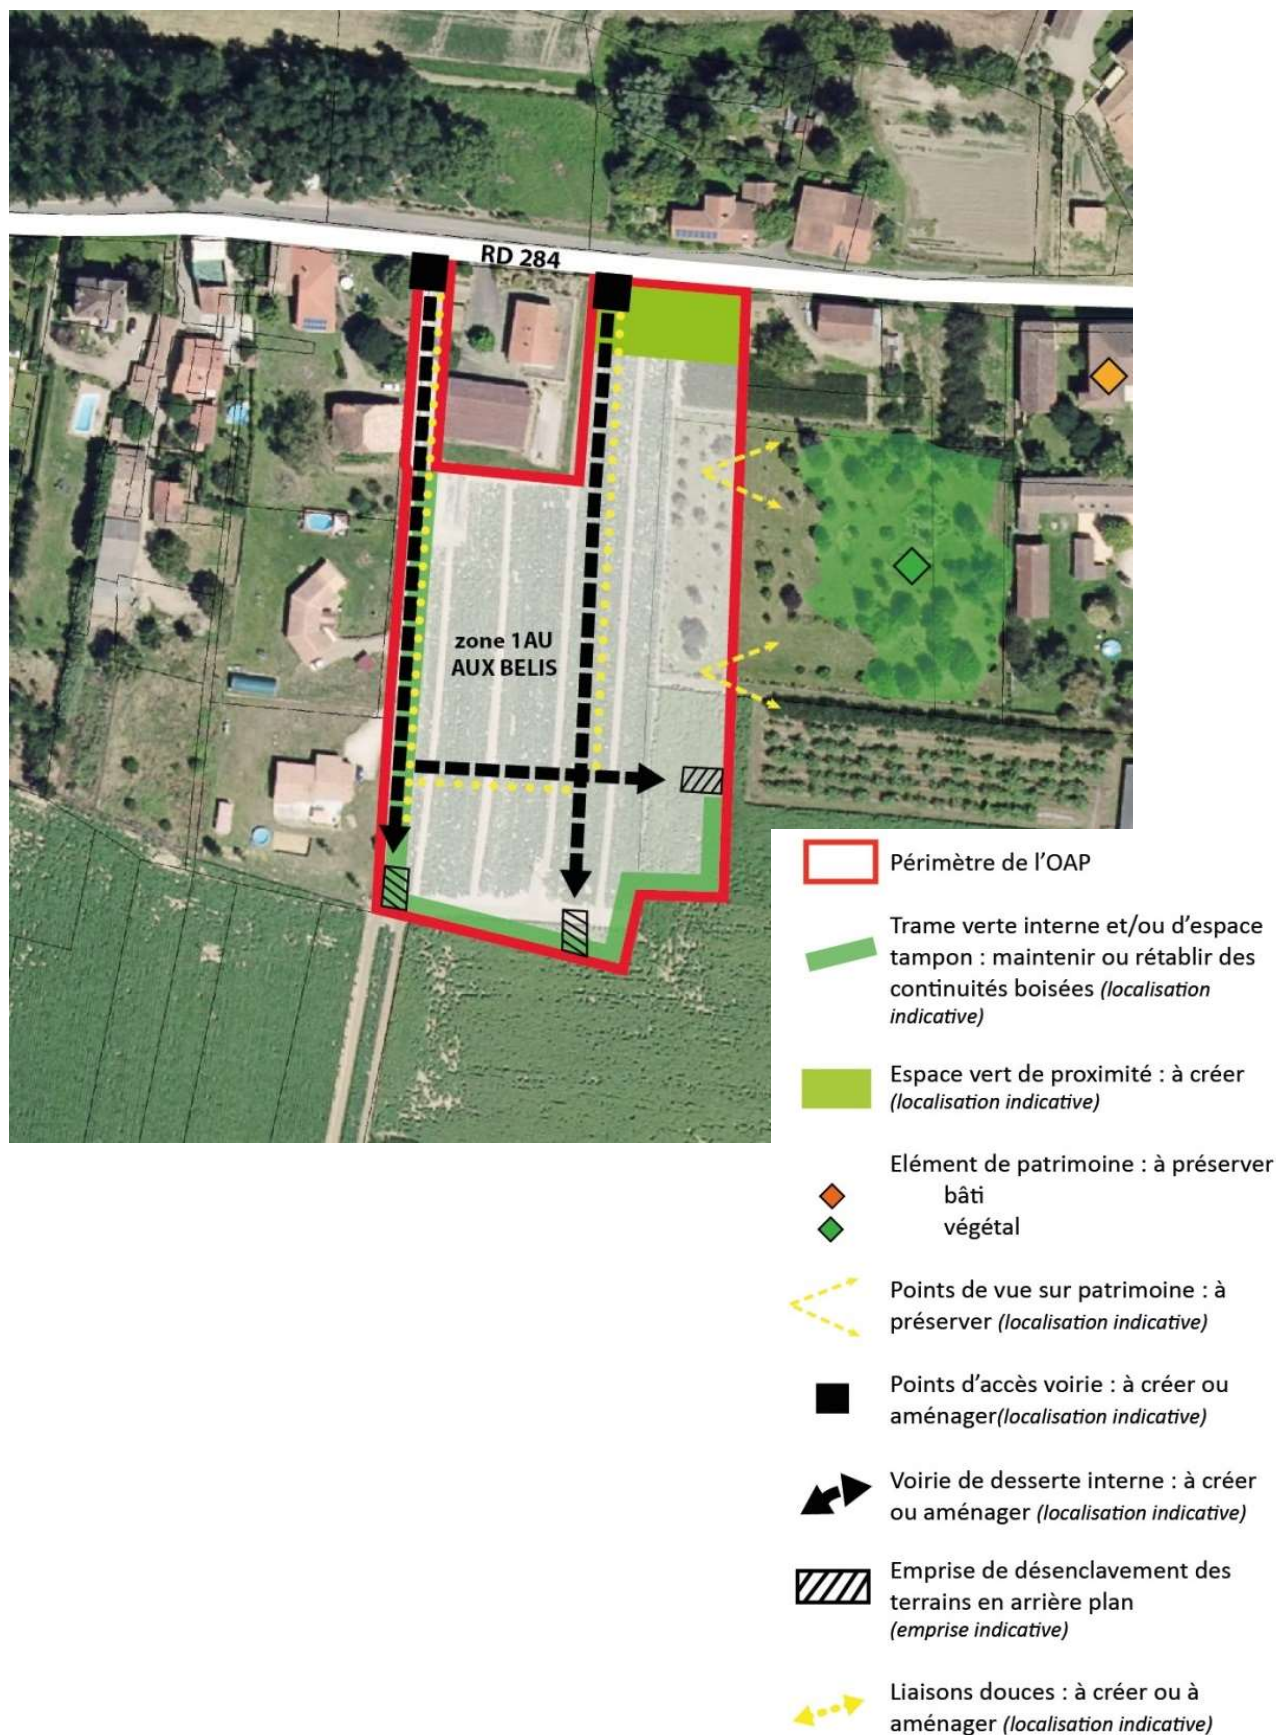 RD 284
zone 1AU
AUX BELIS
Périmètre de l'OAP
Trame verte interne et/ou d'espace
tampon : maintenir ou rétablir des
continuités boisées (localisation
indicative)
Espace vert de proximité : à créer
(localisation indicative)
Elément de patrimoine : à préserver
bâti
végétal
Points de vue sur patrimoine : à
préserver (localisation indicative)
Points d'accès voirie : à créer ou
aménager(localisation indicative)
Voirie de desserte interne : à créer
ou aménager (localisation indicative)
Emprise de désenclavement des
terrains en arrière plan
(emprise indicative)
Liaisons douces : à créer ou à
aménager (localisation indicative)